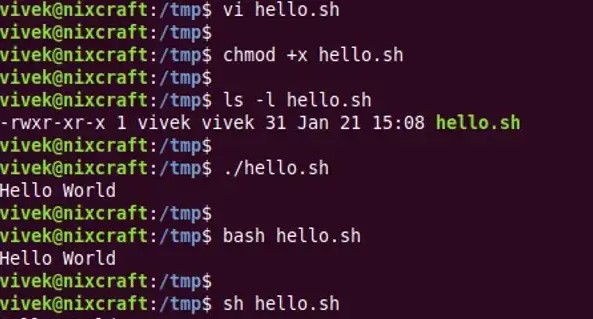 vivek@nixcraft:/tmp$ vi hello.sh
vivek@nixcraft:/tmp$
vivek@nixcraft:/tmp$ chmod +x hello.sh
vivek@nixcraft:/tmp$
vivek@nixcraft:/tmp$ ls -l hello.sh
-rwxr-xr-x 1 vivek vivek 31 Jan 21 15:08 hello.sh
vivek@nixcraft:/tmp$
vivek@nixcraft:/tmp$ ./hello.sh
Hello World
vivek@nixcraft:/tmp$
vivek@nixcraft:/tmp$ bash hello.sh
Hello World
vivek@nixcraft:/tmp$
vivek@nixcraft:/tmp$ sh hello.sh